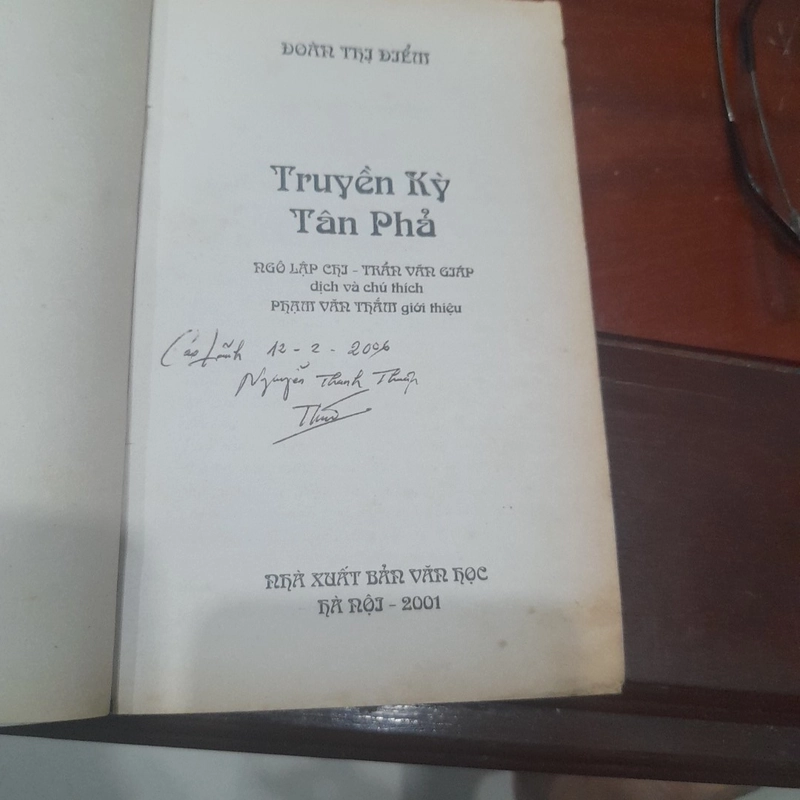 ĐOÀN THỊ ĐIỂM
Truyền Kỳ
Tân Phả
NGÔ LẬP CHI - TRẦN VĂN GIÁP
dịch và chú thích
PHẠM VĂN THẮM giới thiệu
Cao Lãnh 12 - 2 - 2006
Nguyễn Thanh Thuận
NHÀ XUẤT BẢN VĂN HỌC
HÀ NỘI - 2001